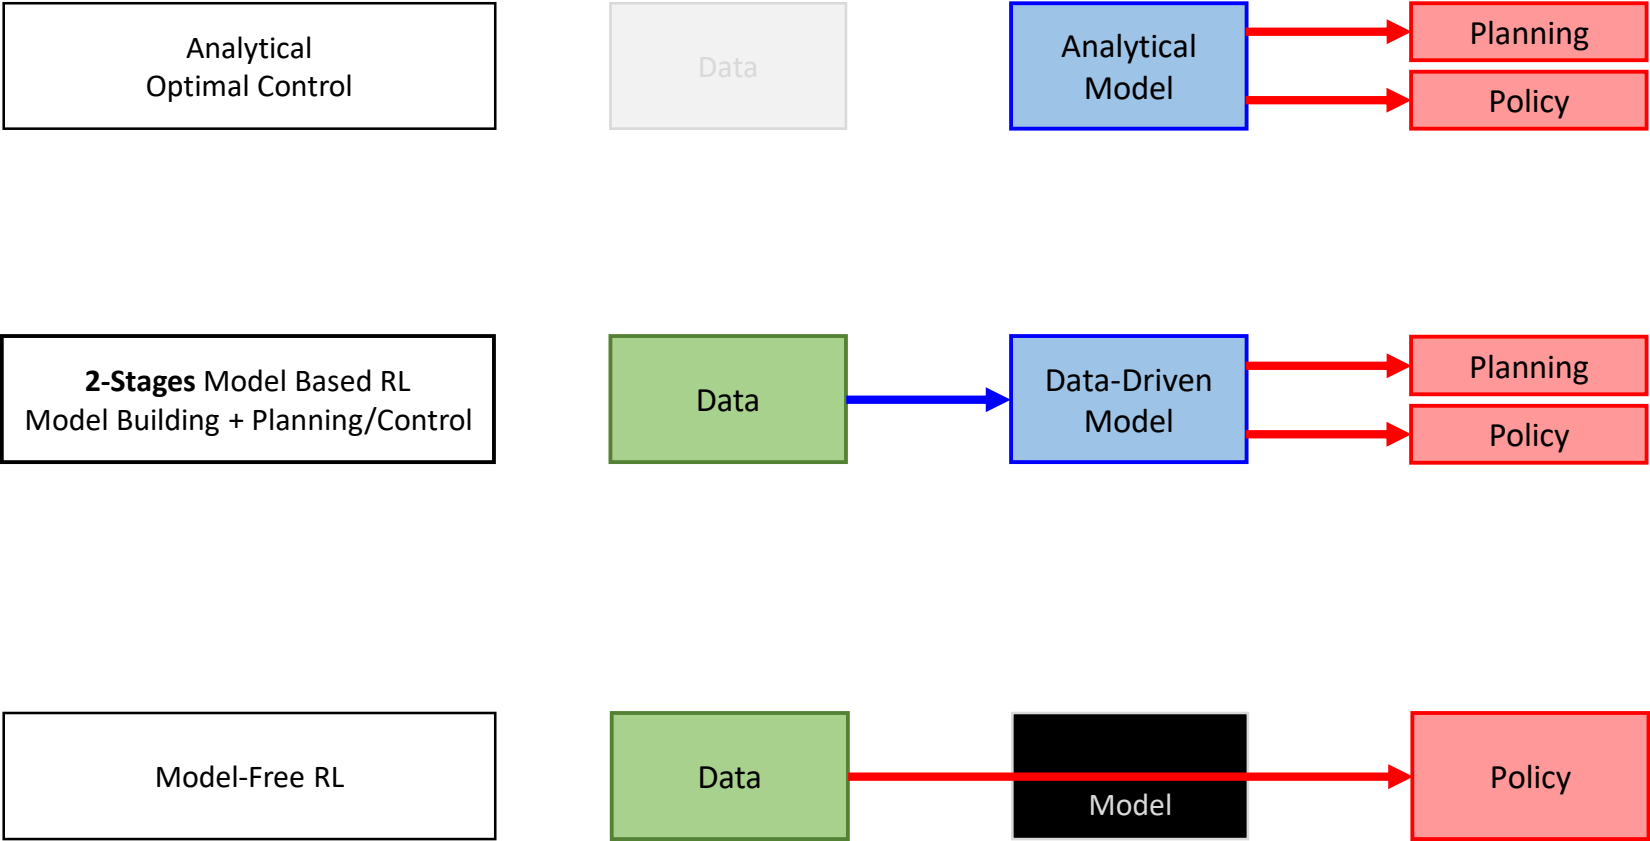 Analytical
Optimal Control
Data
Analytical
Model
Planning
Policy
2-Stages Model Based RL
Model Building + Planning/Control
Data
Data-Driven
Model
Planning
Policy
Model-Free RL
Data
Model
Policy